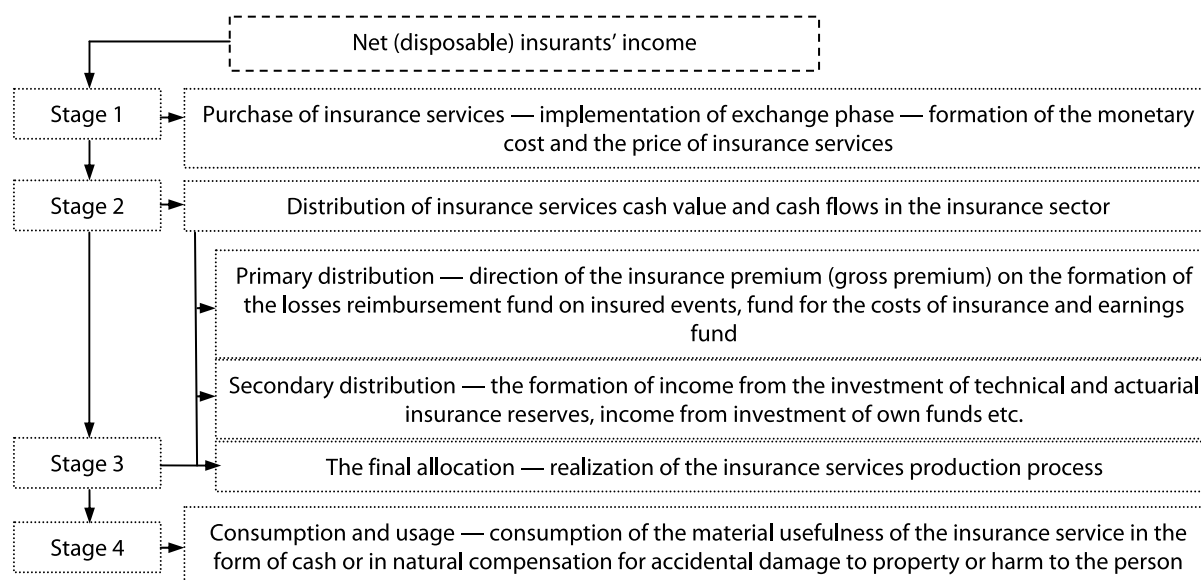 Net (disposable) insurants’ income
Stage 1
Purchase of insurance services — implementation of exchange phase — formation of the monetary
cost and the price of insurance services
Stage 2
Distribution of insurance services cash value and cash flows in the insurance sector
Primary distribution — direction of the insurance premium (gross premium) on the formation of
the losses reimbursement fund on insured events, fund for the costs of insurance and earnings
fund
Secondary distribution — the formation of income from the investment of technical and actuarial
insurance reserves, income from investment of own funds etc.
Stage 3
The final allocation — realization of the insurance services production process
Stage 4
Consumption and usage — consumption of the material usefulness of the insurance service in the
form of cash or in natural compensation for accidental damage to property or harm to the person